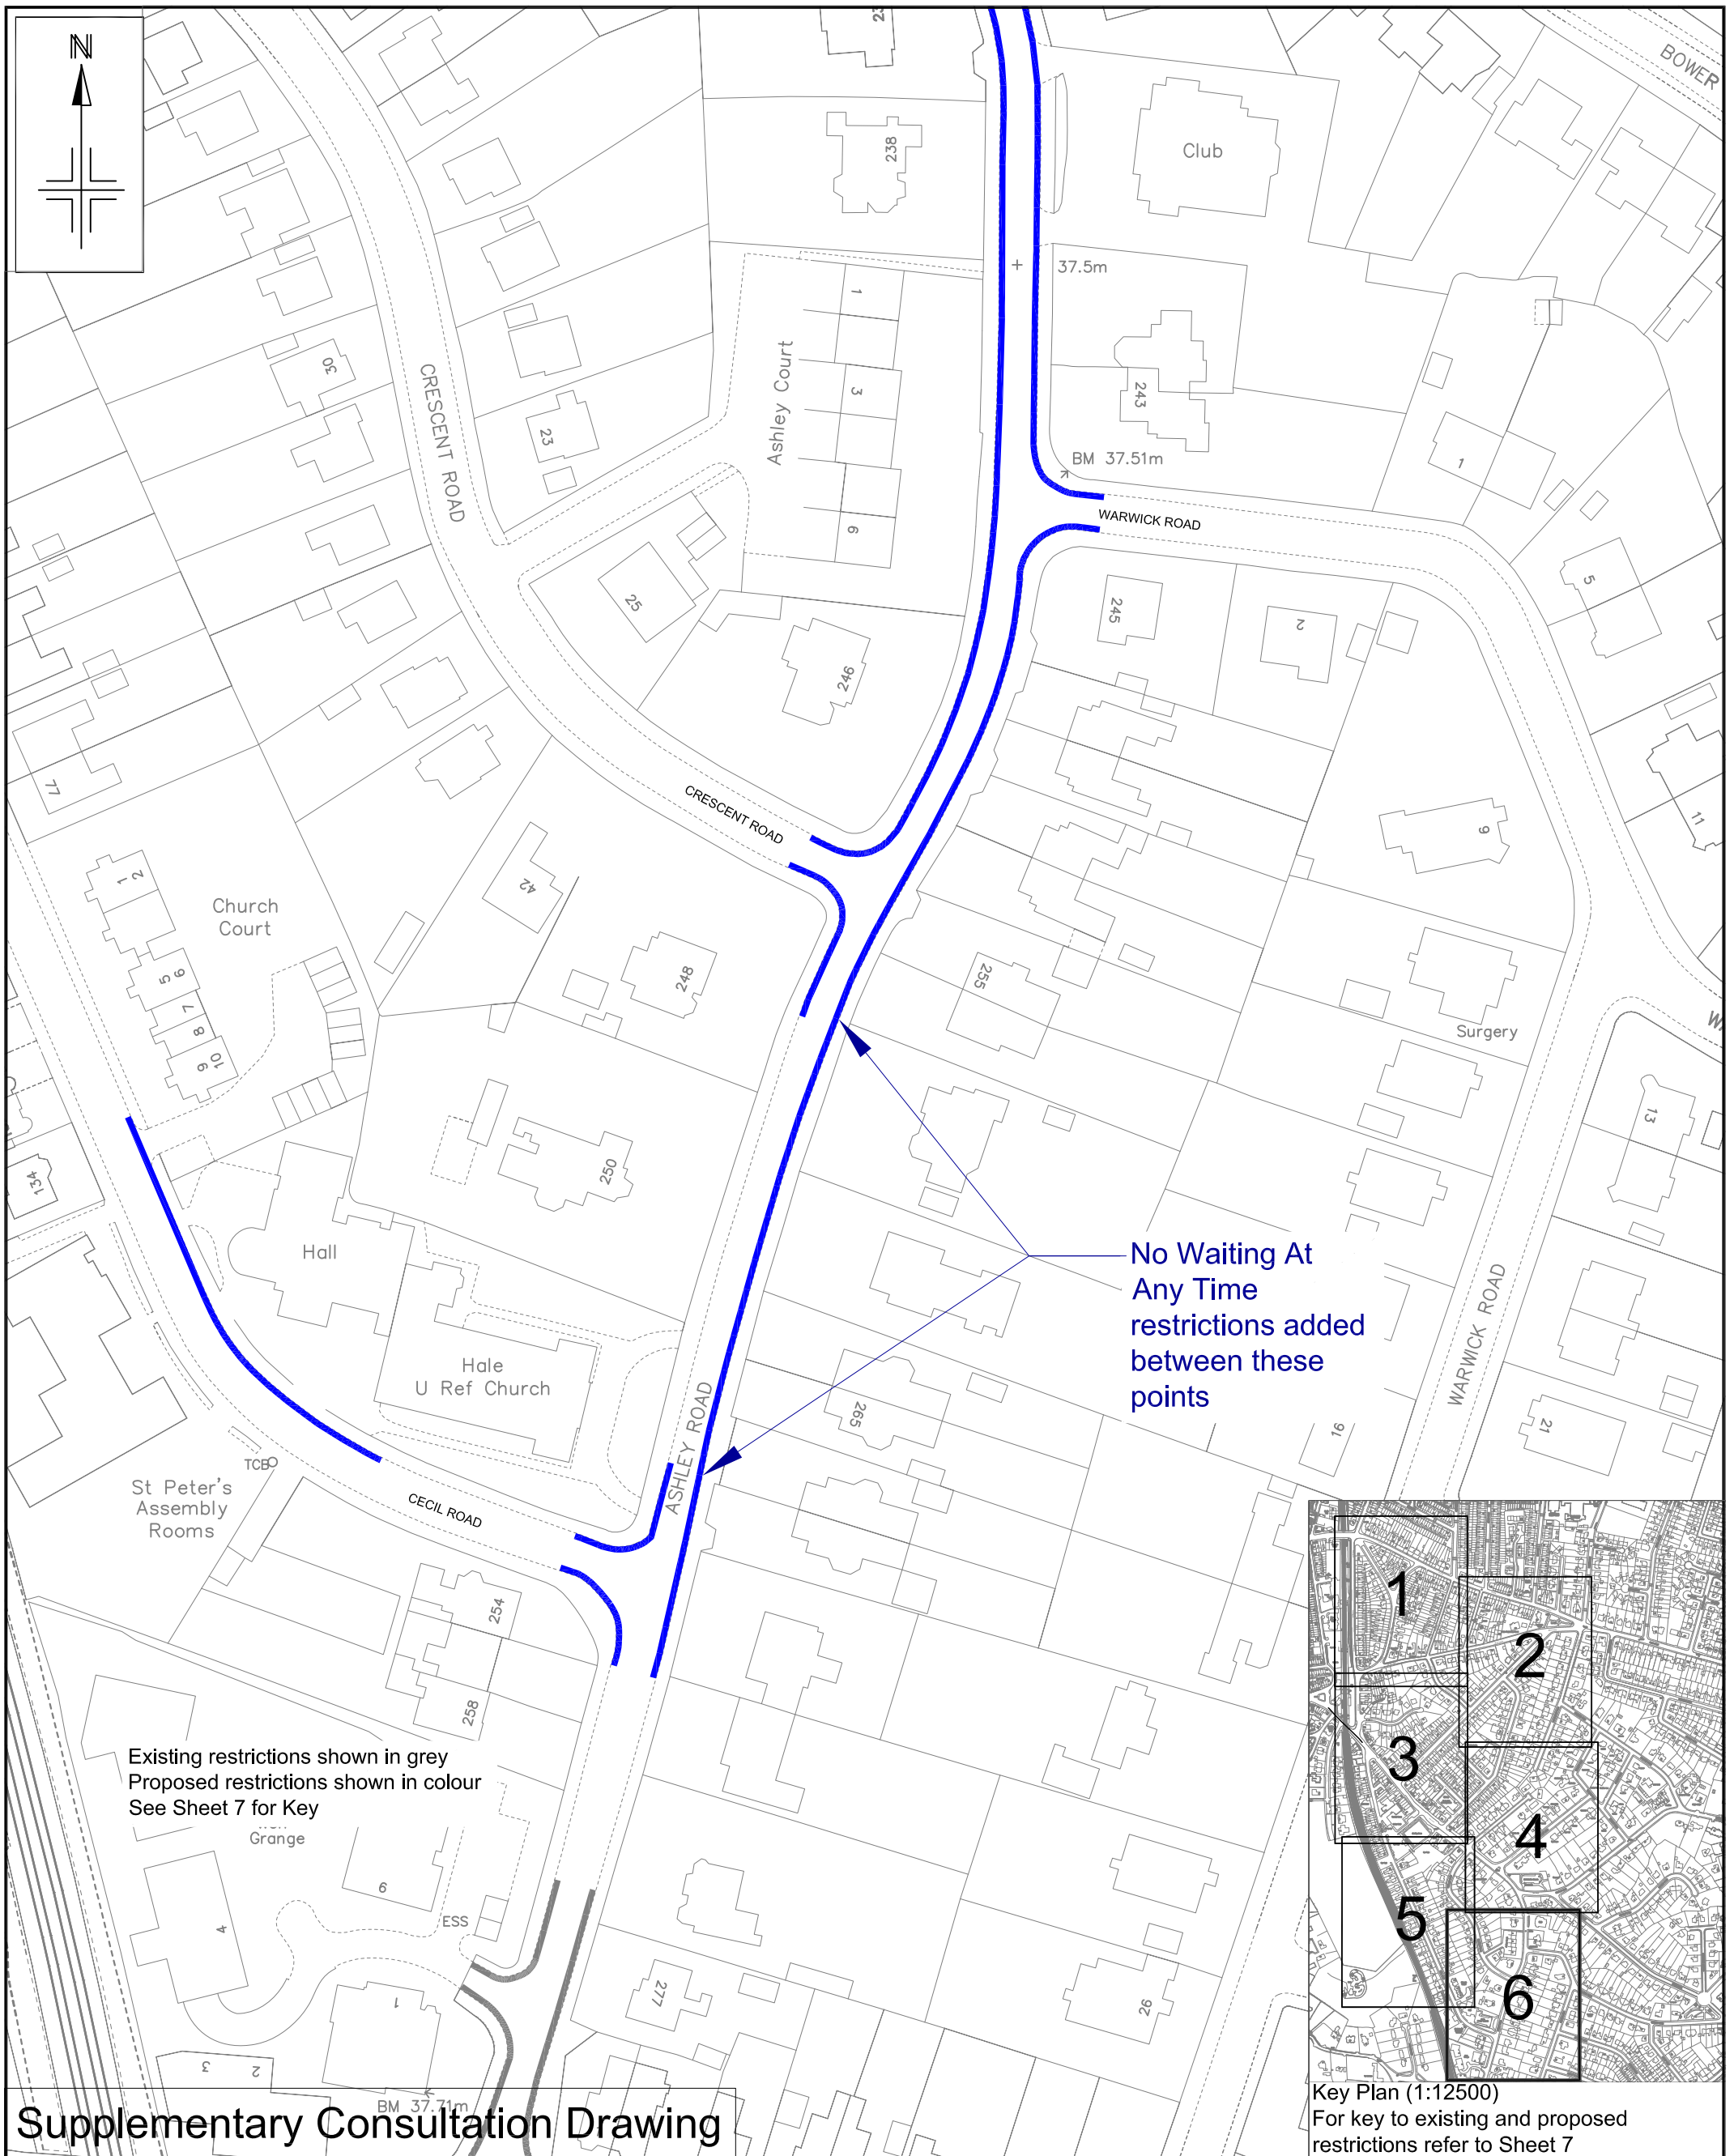 N
23
BOWER
238
Club
37.5m
1
Ashley Court
3
6
30
CRESCENT ROAD
23
243
BM 37.51m
1
WARWICK ROAD
25
245
2
5
246
77
CRESCENT ROAD
9
11
1 2
Church
Court
42
248
5 6
7
8
9 10
255
Surgery
13
134
250
Hall
No Waiting At
Any Time
restrictions added
between these
points
Hale
U Ref Church
265
16
21
WARWICK ROAD
ASHLEY ROAD
TCB
St Peter's
Assembly
Rooms
CECIL ROAD
254
258
Existing restrictions shown in grey
Proposed restrictions shown in colour
See Sheet 7 for Key
Grange
6
4
ESS
1
277
26
3 2
BM 37.71m
Supplementary Consultation Drawing
1
2
3
4
5
6
Key Plan (1:12500)
For key to existing and proposed
restrictions refer to Sheet 7